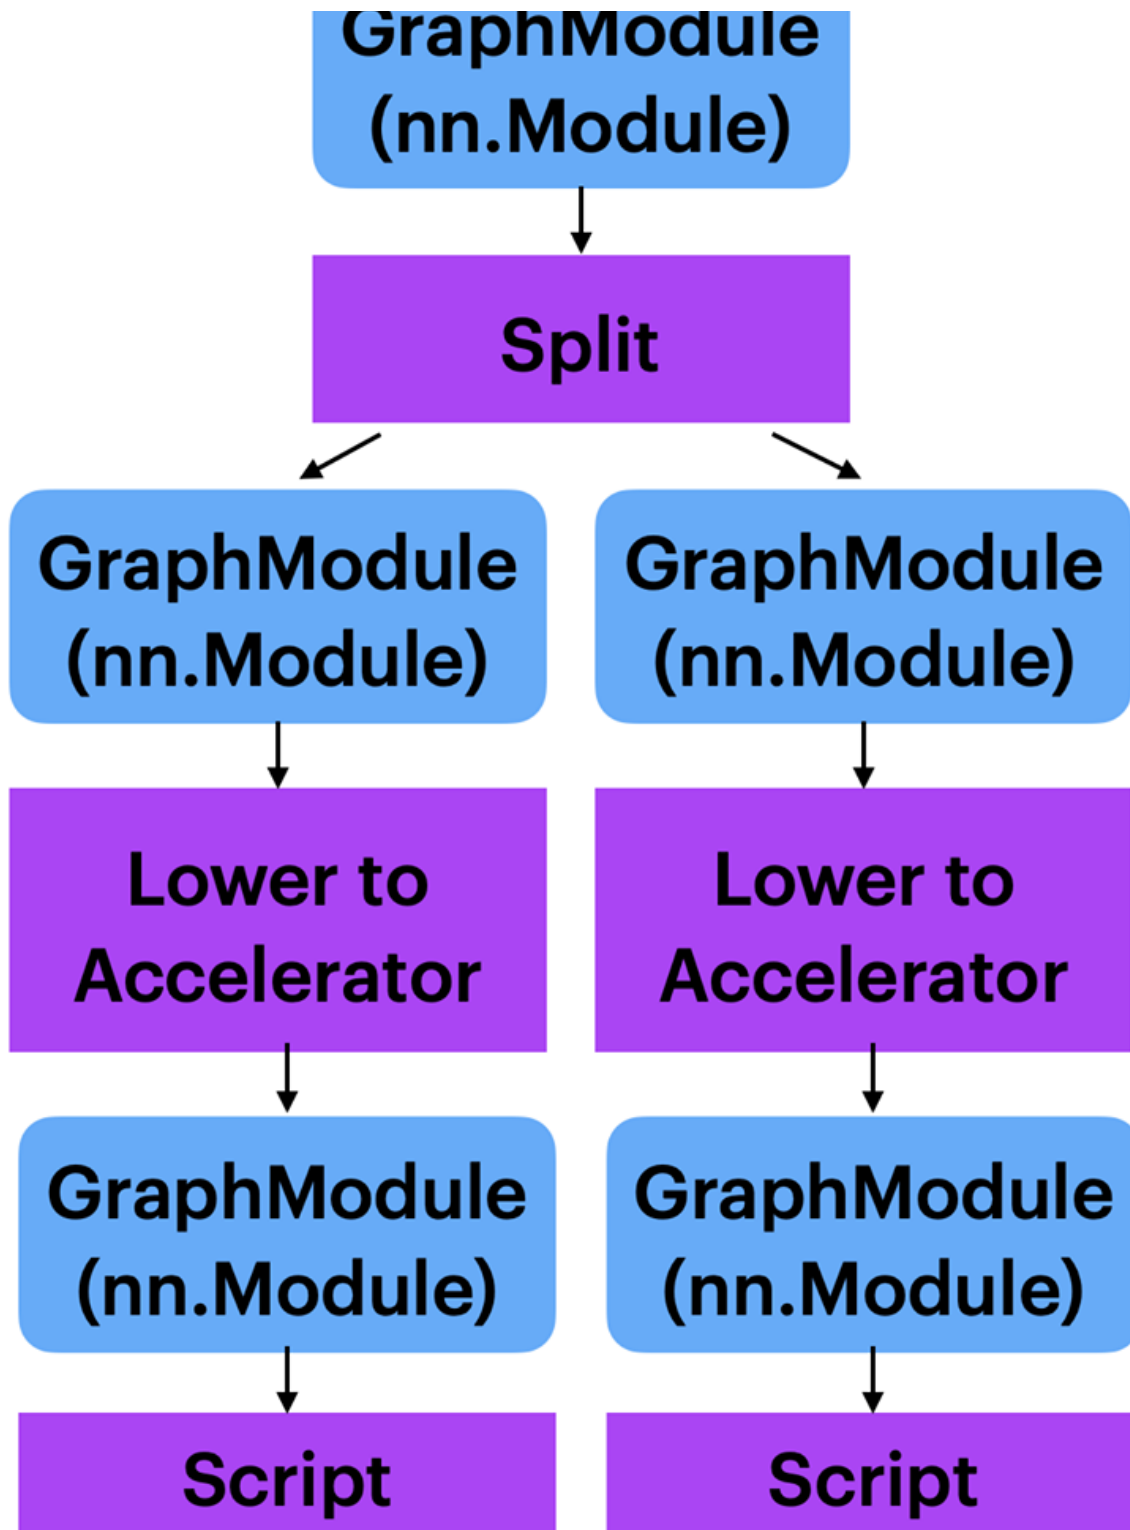 GraphModule
(nn.Module)
Split
GraphModule
(nn.Module)
GraphModule
(nn.Module)
Lower to
Accelerator
Lower to
Accelerator
GraphModule
(nn.Module)
GraphModule
(nn.Module)
Script
Script